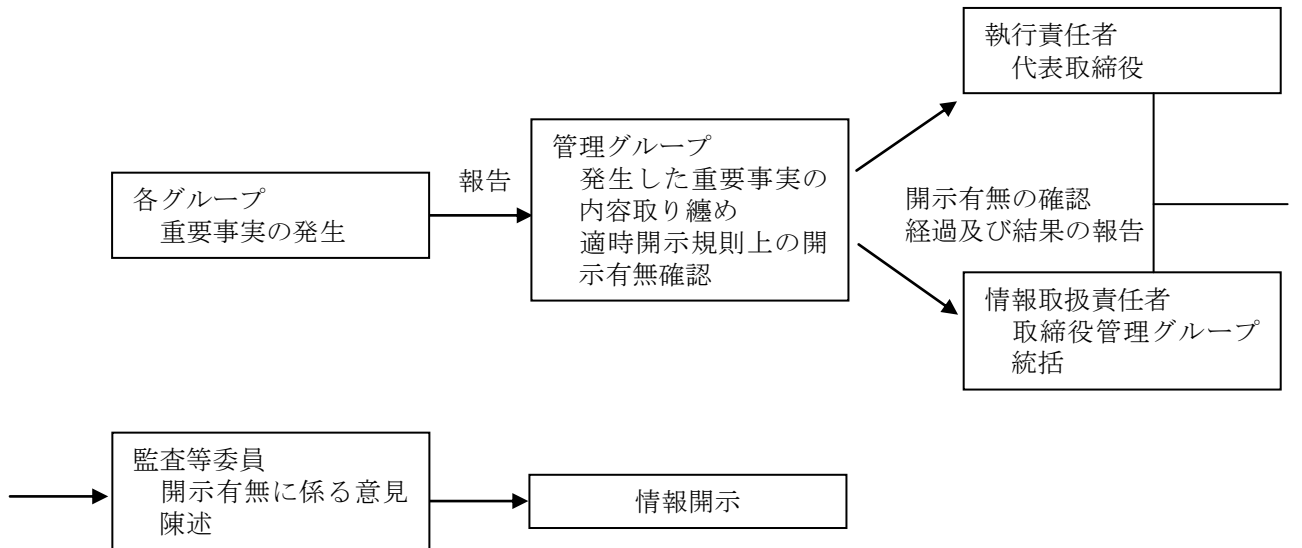 各グループ
重要事実の発生
報告
管理グループ
発生した重要事実の
内容取り纏め
適時開示規則上の開
示有無確認
執行責任者
代表取締役
開示有無の確認
経過及び結果の報告
情報取扱責任者
取締役管理グループ
統括
監査等委員
開示有無に係る意見
陳述
情報開示